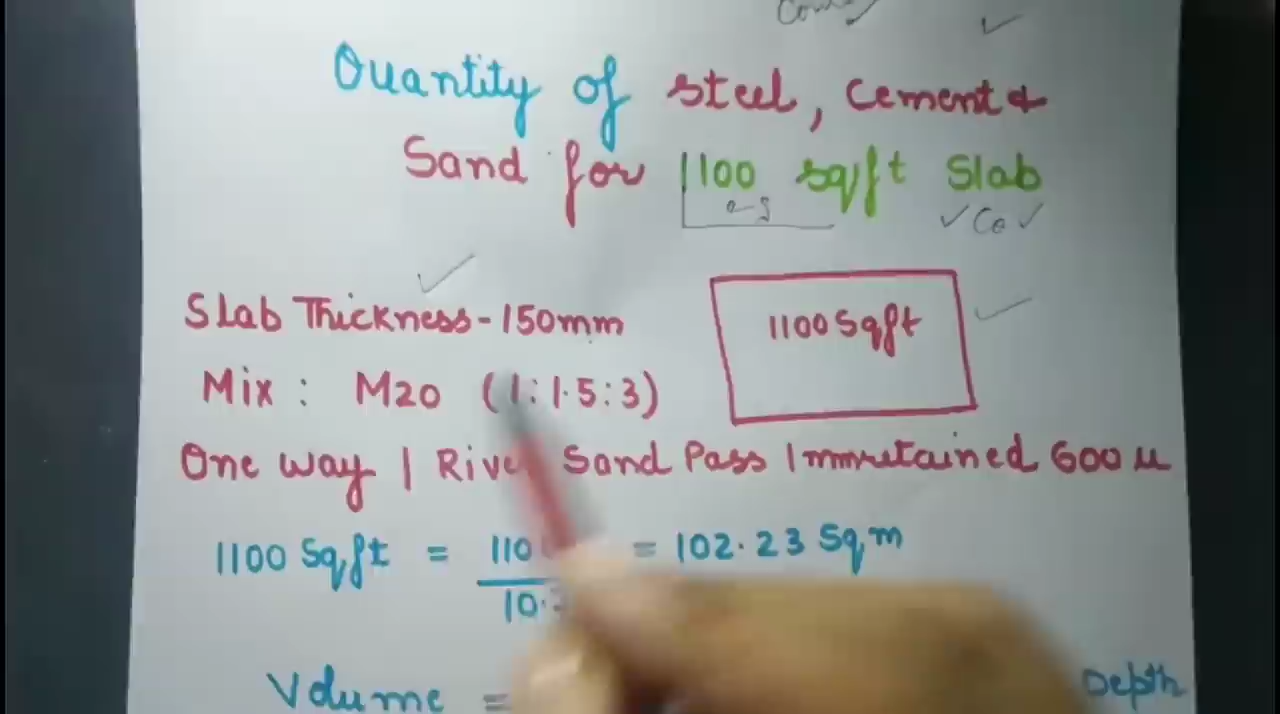 Quantity of steel, Cement &
Sand for 1100 sqft Slab
Slab Thickness - 150mm
1100 Sqft
Mix : M20 (1:1.5:3)
One way | River Sand Pass 1mm retained 600 u
1100 Sqft = = 102.23 Sqm
Volume = Depth